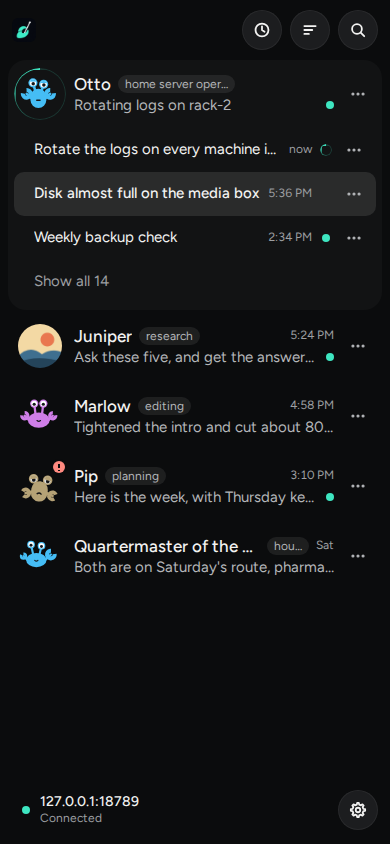 Otto home server oper...
Rotating logs on rack-2
Rotate the logs on every machine i... now
Disk almost full on the media box 5:36 PM
Weekly backup check 2:34 PM
Show all 14
Juniper research 5:24 PM
Ask these five, and get the answer...
Marlow editing 4:58 PM
Tightened the intro and cut about 80...
Pip planning 3:10 PM
Here is the week, with Thursday ke...
Quartermaster of the ... hou... Sat
Both are on Saturday's route, pharma...
127.0.0.1:18789
Connected